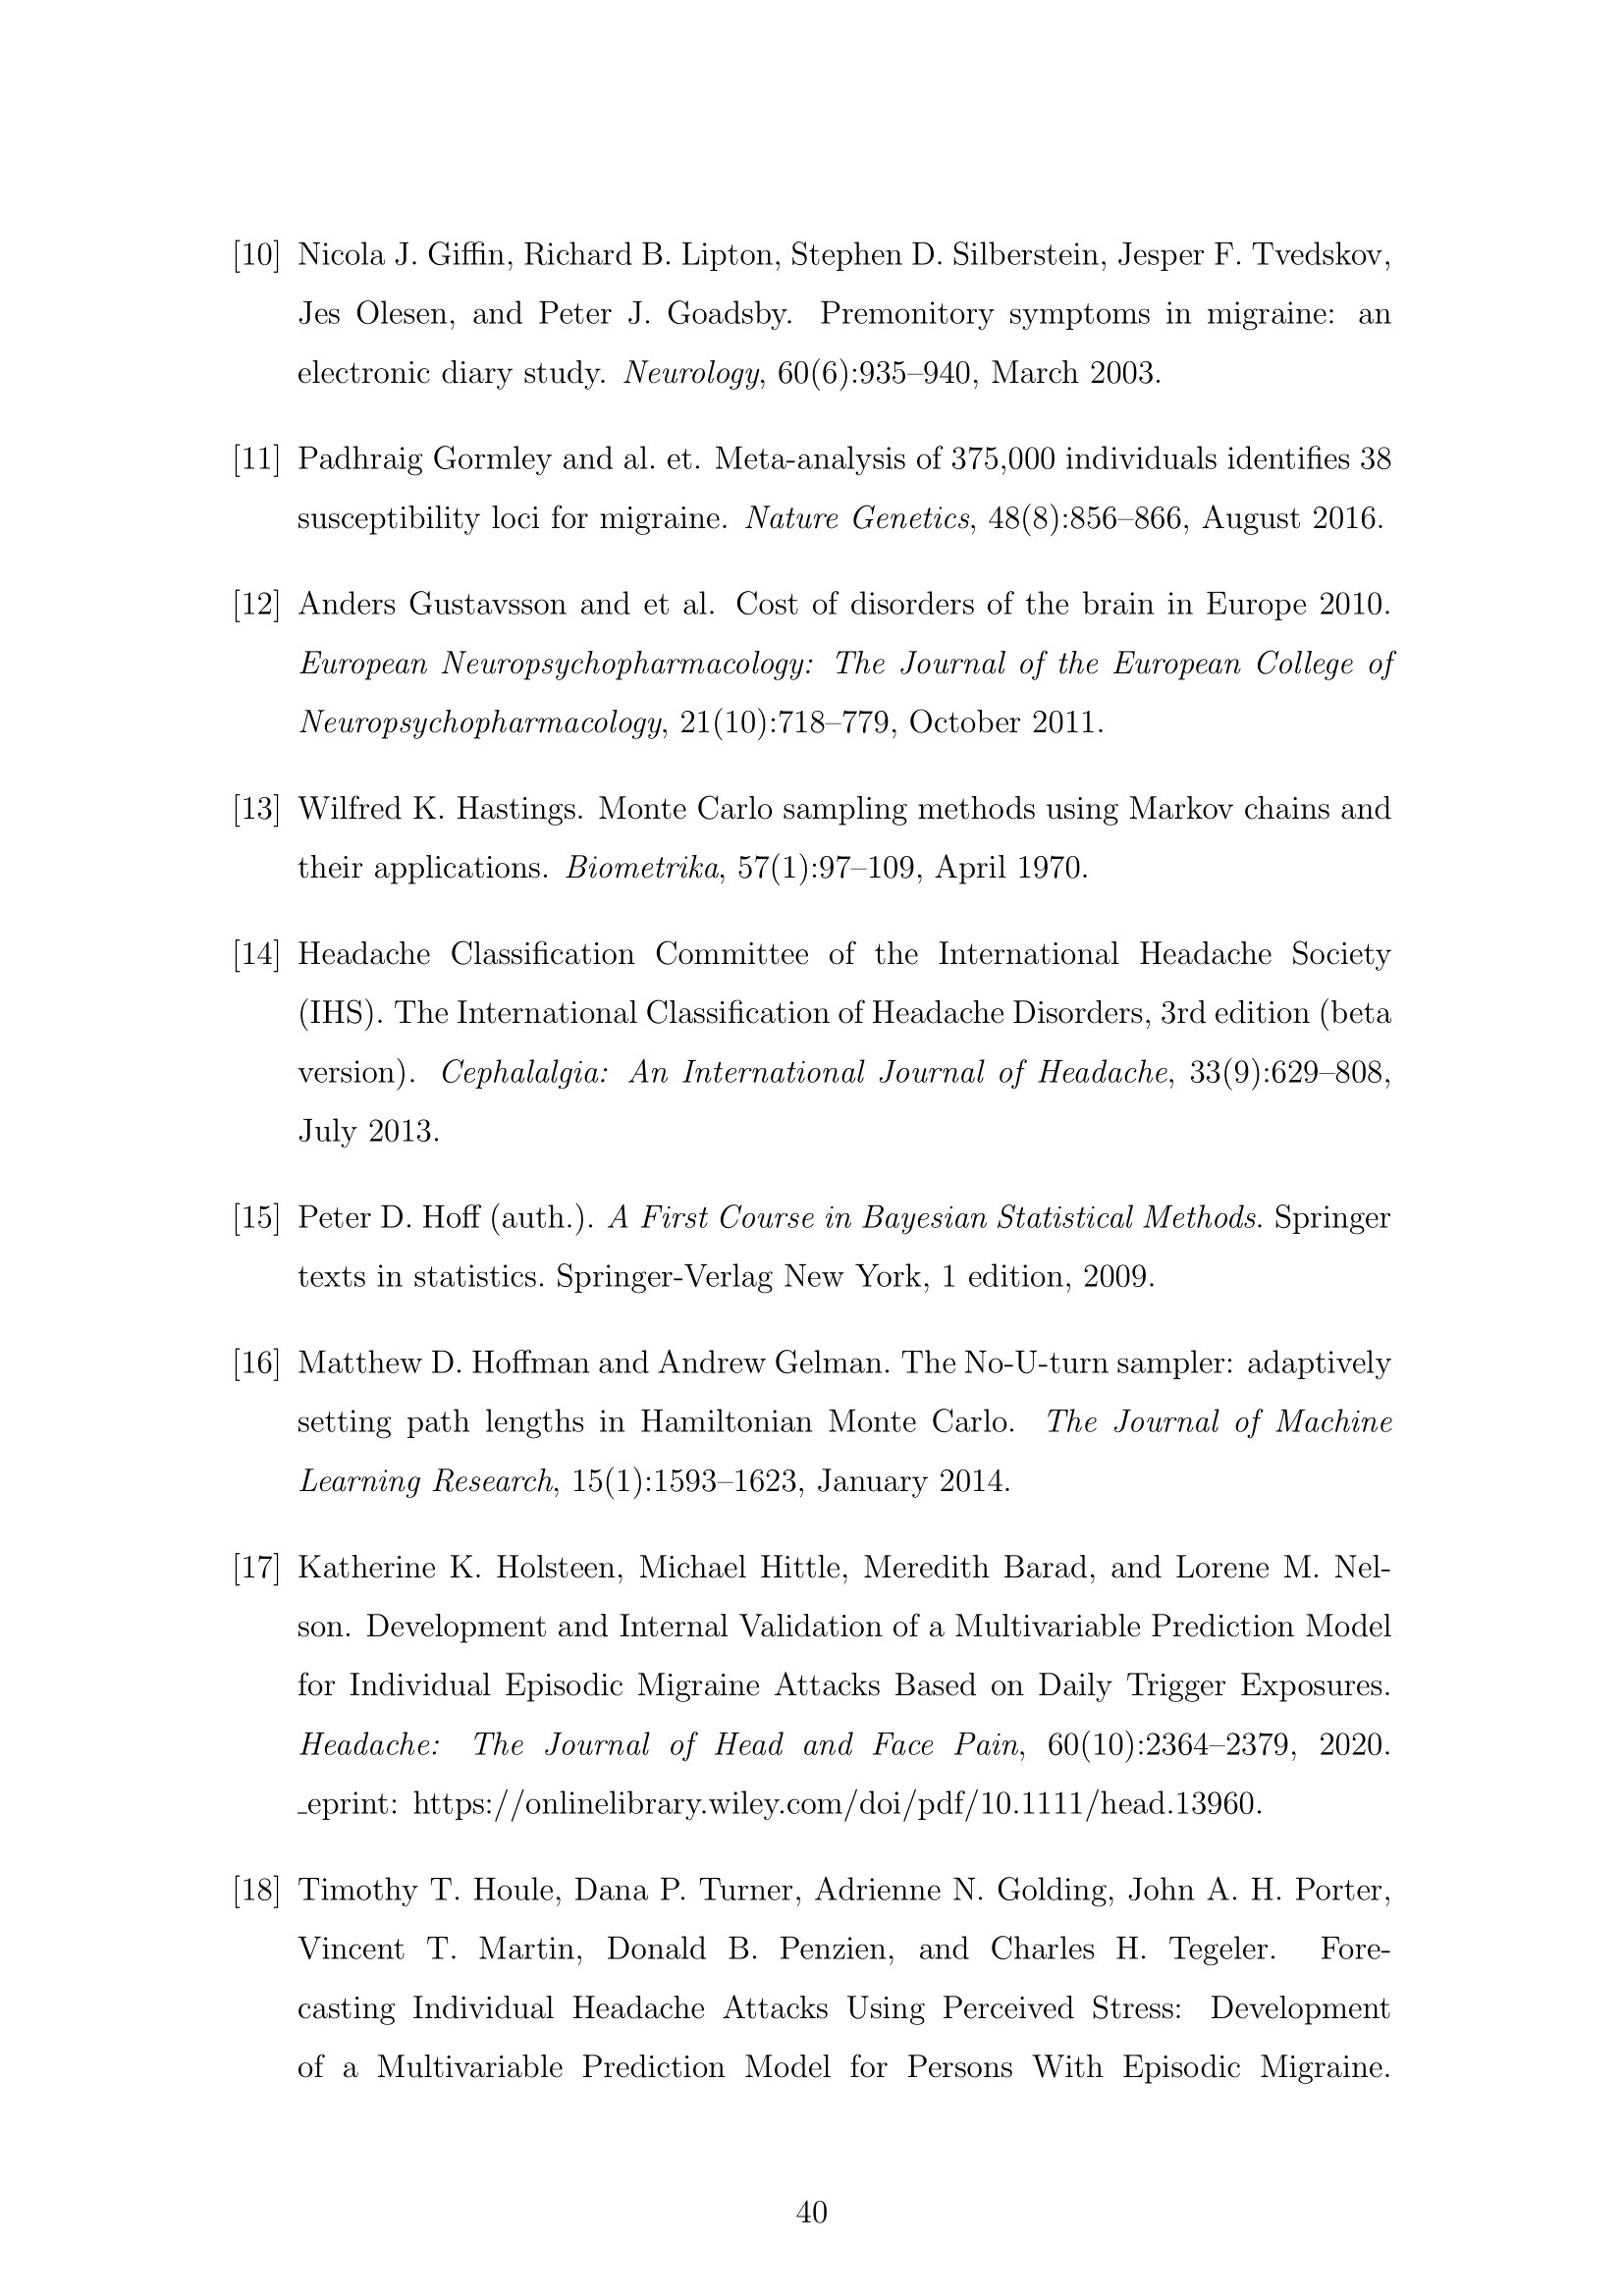 [10] Nicola J. Giffin, Richard B. Lipton, Stephen D. Silberstein, Jesper F. Tvedskov,
Jes Olesen, and Peter J. Goadsby. Premonitory symptoms in migraine: an
electronic diary study. Neurology, 60(6):935–940, March 2003.
[11] Padhraig Gormley and al. et. Meta-analysis of 375,000 individuals identifies 38
susceptibility loci for migraine. Nature Genetics, 48(8):856–866, August 2016.
[12] Anders Gustavsson and et al. Cost of disorders of the brain in Europe 2010.
European Neuropsychopharmacology: The Journal of the European College of
Neuropsychopharmacology, 21(10):718–779, October 2011.
[13] Wilfred K. Hastings. Monte Carlo sampling methods using Markov chains and
their applications. Biometrika, 57(1):97–109, April 1970.
[14] Headache Classification Committee of the International Headache Society
(IHS). The International Classification of Headache Disorders, 3rd edition (beta
version). Cephalalgia: An International Journal of Headache, 33(9):629–808,
July 2013.
[15] Peter D. Hoff (auth.). A First Course in Bayesian Statistical Methods. Springer
texts in statistics. Springer-Verlag New York, 1 edition, 2009.
[16] Matthew D. Hoffman and Andrew Gelman. The No-U-turn sampler: adaptively
setting path lengths in Hamiltonian Monte Carlo. The Journal of Machine
Learning Research, 15(1):1593–1623, January 2014.
[17] Katherine K. Holsteen, Michael Hittle, Meredith Barad, and Lorene M. Nel-
son. Development and Internal Validation of a Multivariable Prediction Model
for Individual Episodic Migraine Attacks Based on Daily Trigger Exposures.
Headache: The Journal of Head and Face Pain, 60(10):2364–2379, 2020.
_eprint: https://onlinelibrary.wiley.com/doi/pdf/10.1111/head.13960.
[18] Timothy T. Houle, Dana P. Turner, Adrienne N. Golding, John A. H. Porter,
Vincent T. Martin, Donald B. Penzien, and Charles H. Tegeler. Fore-
casting Individual Headache Attacks Using Perceived Stress: Development
of a Multivariable Prediction Model for Persons With Episodic Migraine.
40